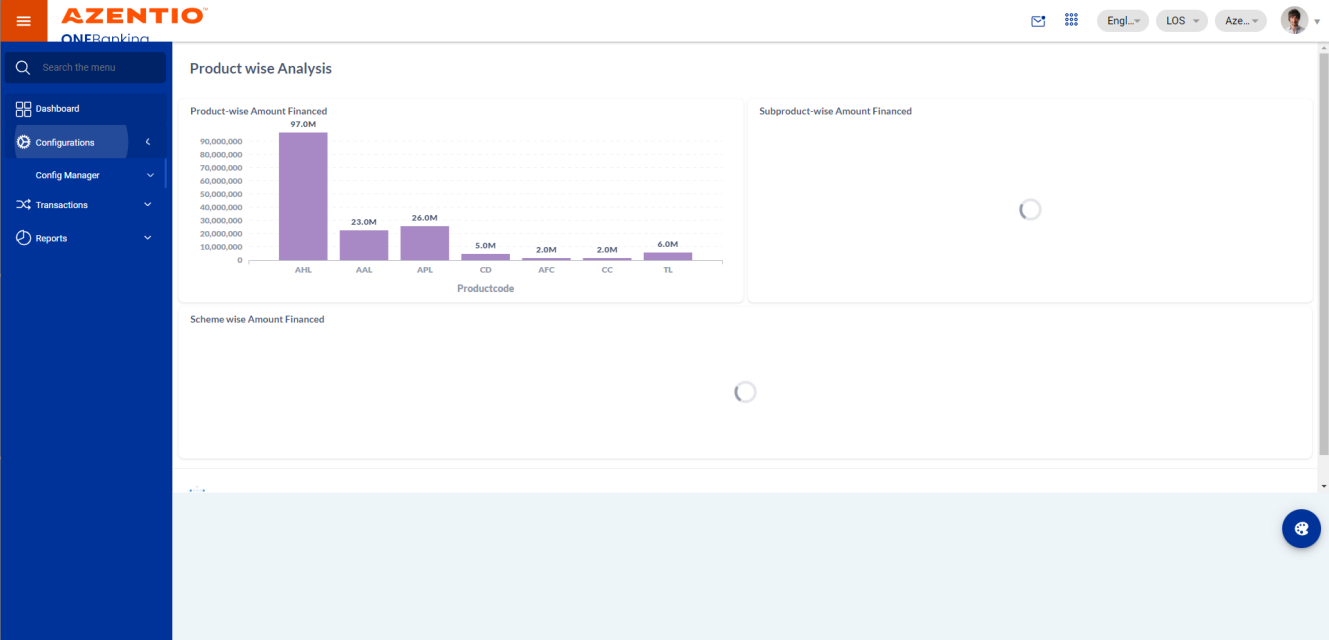 AZENTIO™
ONEBanking
Engl...
LOS
Aze...
Search the menu
Dashboard
Configurations
Config Manager
Transactions
Reports
Product wise Analysis
Product-wise Amount Financed
97.0M
90,000,000
80,000,000
70,000,000
60,000,000
50,000,000
40,000,000
30,000,000
20,000,000
10,000,000
0
23.0M
26.0M
5.0M
2.0M
2.0M
6.0M
AHL AAL APL CD AFC CC TL
Productcode
Subproduct-wise Amount Financed
Scheme wise Amount Financed